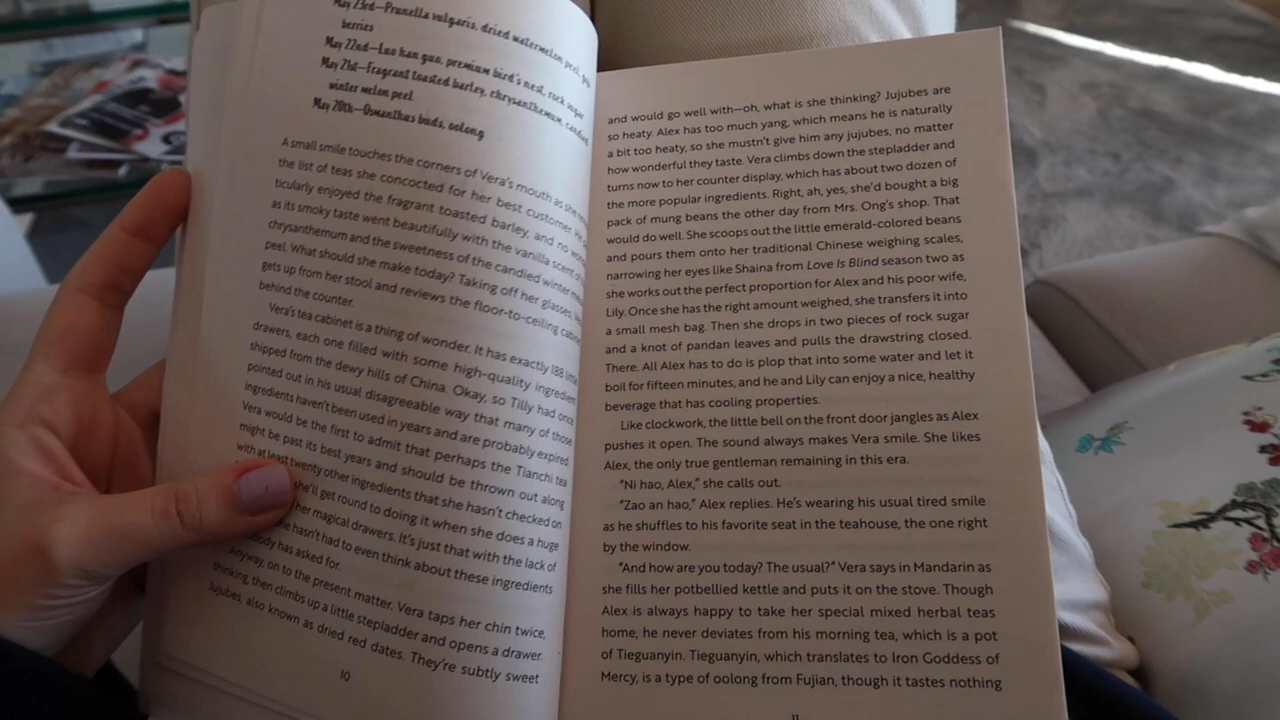 May 23rd—Prunella vulgaris, dried watermelon peel,
berries
May 22nd—Luo han guo, premium bird's nest, rock sugar
May 21st—Fragrant toasted barley, chrysanthemum, candied
winter melon peel
May 20th—Osmanthus buds, oolong
A small smile touches the corners of Vera's mouth as she
the list of teas she concocted for her best customer. He
ticularly enjoyed the fragrant toasted barley, and no
as its smoky taste went beautifully with the vanilla scent of
chrysanthemum and the sweetness of the candied winter
peel. What should she make today? Taking off her glasses,
gets up from her stool and reviews the floor-to-ceiling
behind the counter.
Vera's tea cabinet is a thing of wonder. It has exactly 188 little
drawers, each one filled with some high-quality ingredient
shipped from the dewy hills of China. Okay, so Tilly had once
pointed out in his usual disagreeable way that many of those
ingredients haven't been used in years and are probably expired.
Vera would be the first to admit that perhaps the Tianchi tea
might be past its best years and should be thrown out along
with at least twenty other ingredients that she hasn't checked on
she'll get round to doing it when she does a huge
her magical drawers. It's just that with the lack of
she hasn't had to even think about these ingredients
has asked for.
Anyway, on to the present matter. Vera taps her chin twice,
thinking, then climbs up a little stepladder and opens a drawer.
Jujubes, also known as dried red dates. They're subtly sweet
10
and would go well with—oh, what is she thinking? Jujubes are
so heaty. Alex has too much yang, which means he is naturally
a bit too heaty, so she mustn't give him any jujubes, no matter
how wonderful they taste. Vera climbs down the stepladder and
turns now to her counter display, which has about two dozen of
the more popular ingredients. Right, ah, yes, she'd bought a big
pack of mung beans the other day from Mrs. Ong's shop. That
would do well. She scoops out the little emerald-colored beans
and pours them onto her traditional Chinese weighing scales,
narrowing her eyes like Shaina from Love Is Blind season two as
she works out the perfect proportion for Alex and his poor wife,
Lily. Once she has the right amount weighed, she transfers it into
a small mesh bag. Then she drops in two pieces of rock sugar
and a knot of pandan leaves and pulls the drawstring closed.
There. All Alex has to do is plop that into some water and let it
boil for fifteen minutes, and he and Lily can enjoy a nice, healthy
beverage that has cooling properties.
Like clockwork, the little bell on the front door jangles as Alex
pushes it open. The sound always makes Vera smile. She likes
Alex, the only true gentleman remaining in this era.
"Ni hao, Alex," she calls out.
"Zao an hao," Alex replies. He's wearing his usual tired smile
as he shuffles to his favorite seat in the teahouse, the one right
by the window.
"And how are you today? The usual?" Vera says in Mandarin as
she fills her potbellied kettle and puts it on the stove. Though
Alex is always happy to take her special mixed herbal teas
home, he never deviates from his morning tea, which is a pot
of Tieguanyin. Tieguanyin, which translates to Iron Goddess of
Mercy, is a type of oolong from Fujian, though it tastes nothing